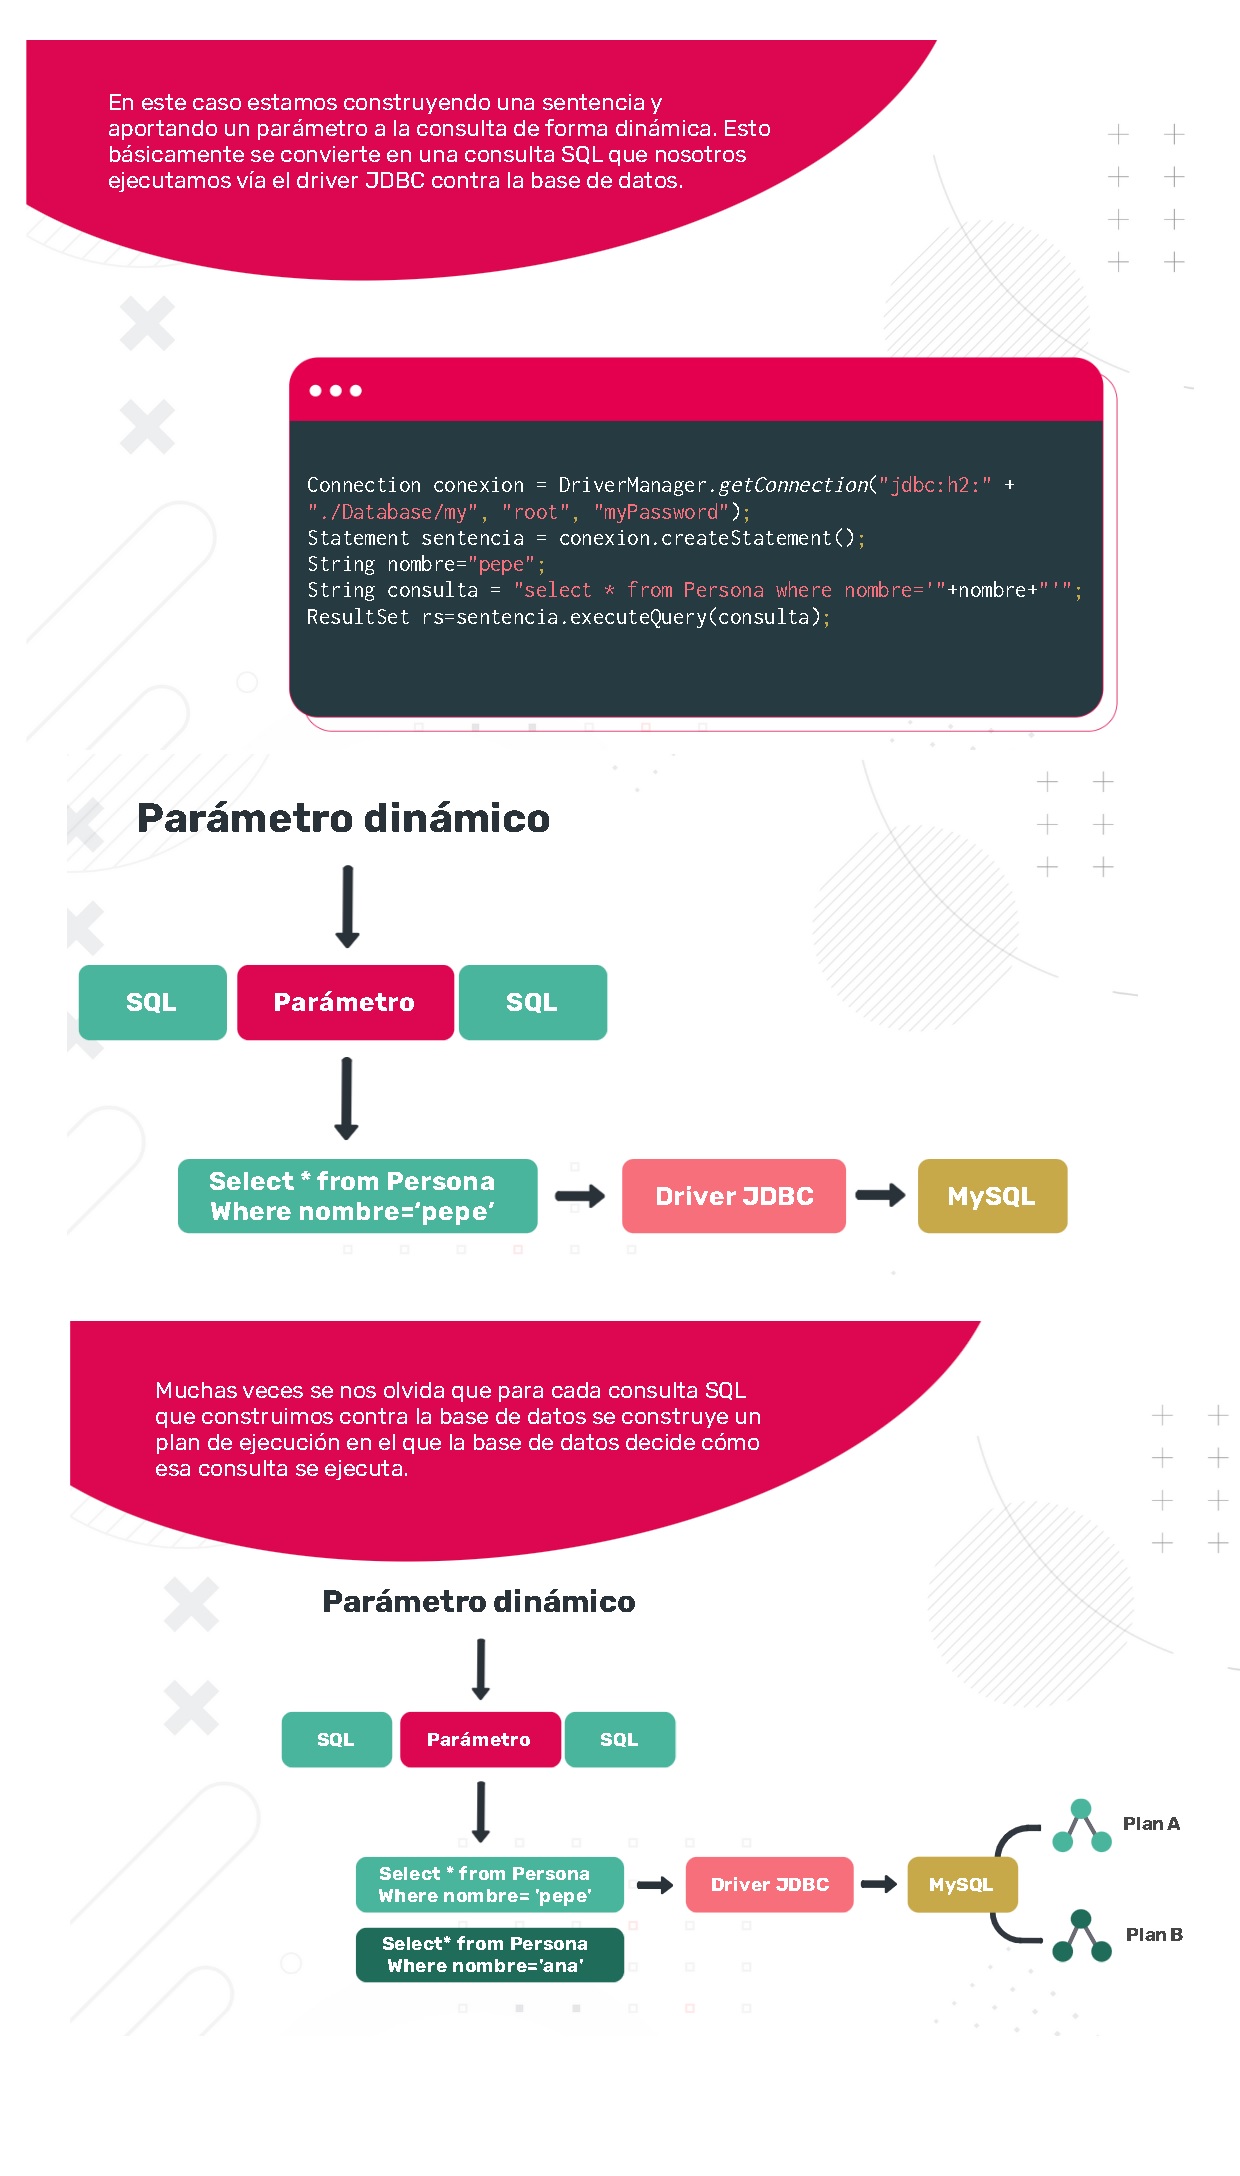 En este caso estamos construyendo una sentencia y
aportando un parámetro a la consulta de forma dinámica. Esto
básicamente se convierte en una consulta SQL que nosotros
ejecutamos vía el driver JDBC contra la base de datos.
Connection conexion = DriverManager.getConnection("jdbc:h2:" +
"./Database/my", "root", "myPassword");
Statement sentencia = conexion.createStatement();
String nombre="pepe";
String consulta = "select * from Persona where nombre='"+nombre+"'";
ResultSet rs=sentencia.executeQuery(consulta);
Parámetro dinámico
SQL
Parámetro
SQL
Select * from Persona
Where nombre=‘pepe’
Driver JDBC
MySQL
Muchas veces se nos olvida que para cada consulta SQL
que construimos contra la base de datos se construye un
plan de ejecución en el que la base de datos decide cómo
esa consulta se ejecuta.
Parámetro dinámico
SQL
Parámetro
SQL
Select * from Persona
Where nombre= 'pepe'
Driver JDBC
MySQL
Plan A
Plan B
Select* from Persona
Where nombre='ana'